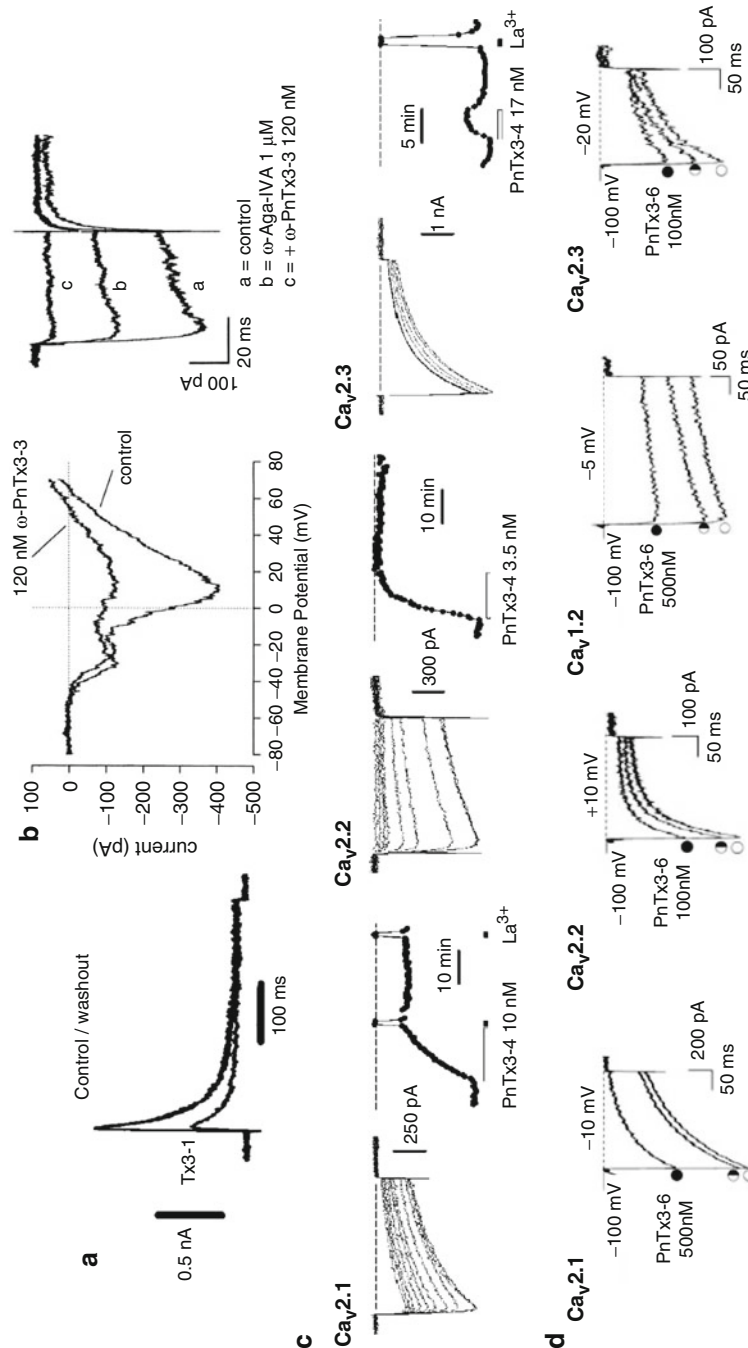 a
Control / washout
Tx3-1
0.5 nA
100 ms
b
100
0
−100
−200
−300
−400
−500
current (pA)
−80 −60 −40 −20 0 20 40 60 80
Membrane Potential (mV)
120 nM ω-PnTx3-3
control
c
b
a
100 pA
20 ms
a = control
b = ω-Aga-IVA 1 μM
c = + ω-PnTx3-3 120 nM
c
Cav2.1
250 pA
PnTx3-4 10 nM
10 min
La3+
Cav2.2
300 pA
PnTx3-4 3.5 nM
10 min
Cav2.3
1 nA
5 min
PnTx3-4 17 nM
La3+
d
Cav2.1
−100 mV
−10 mV
PnTx3-6
500nM
200 pA
50 ms
Cav2.2
−100 mV
+10 mV
PnTx3-6
100nM
100 pA
50 ms
Cav1.2
−100 mV
−5 mV
PnTx3-6
500nM
50 pA
50 ms
Cav2.3
−100 mV
−20 mV
PnTx3-6
100nM
100 pA
50 ms